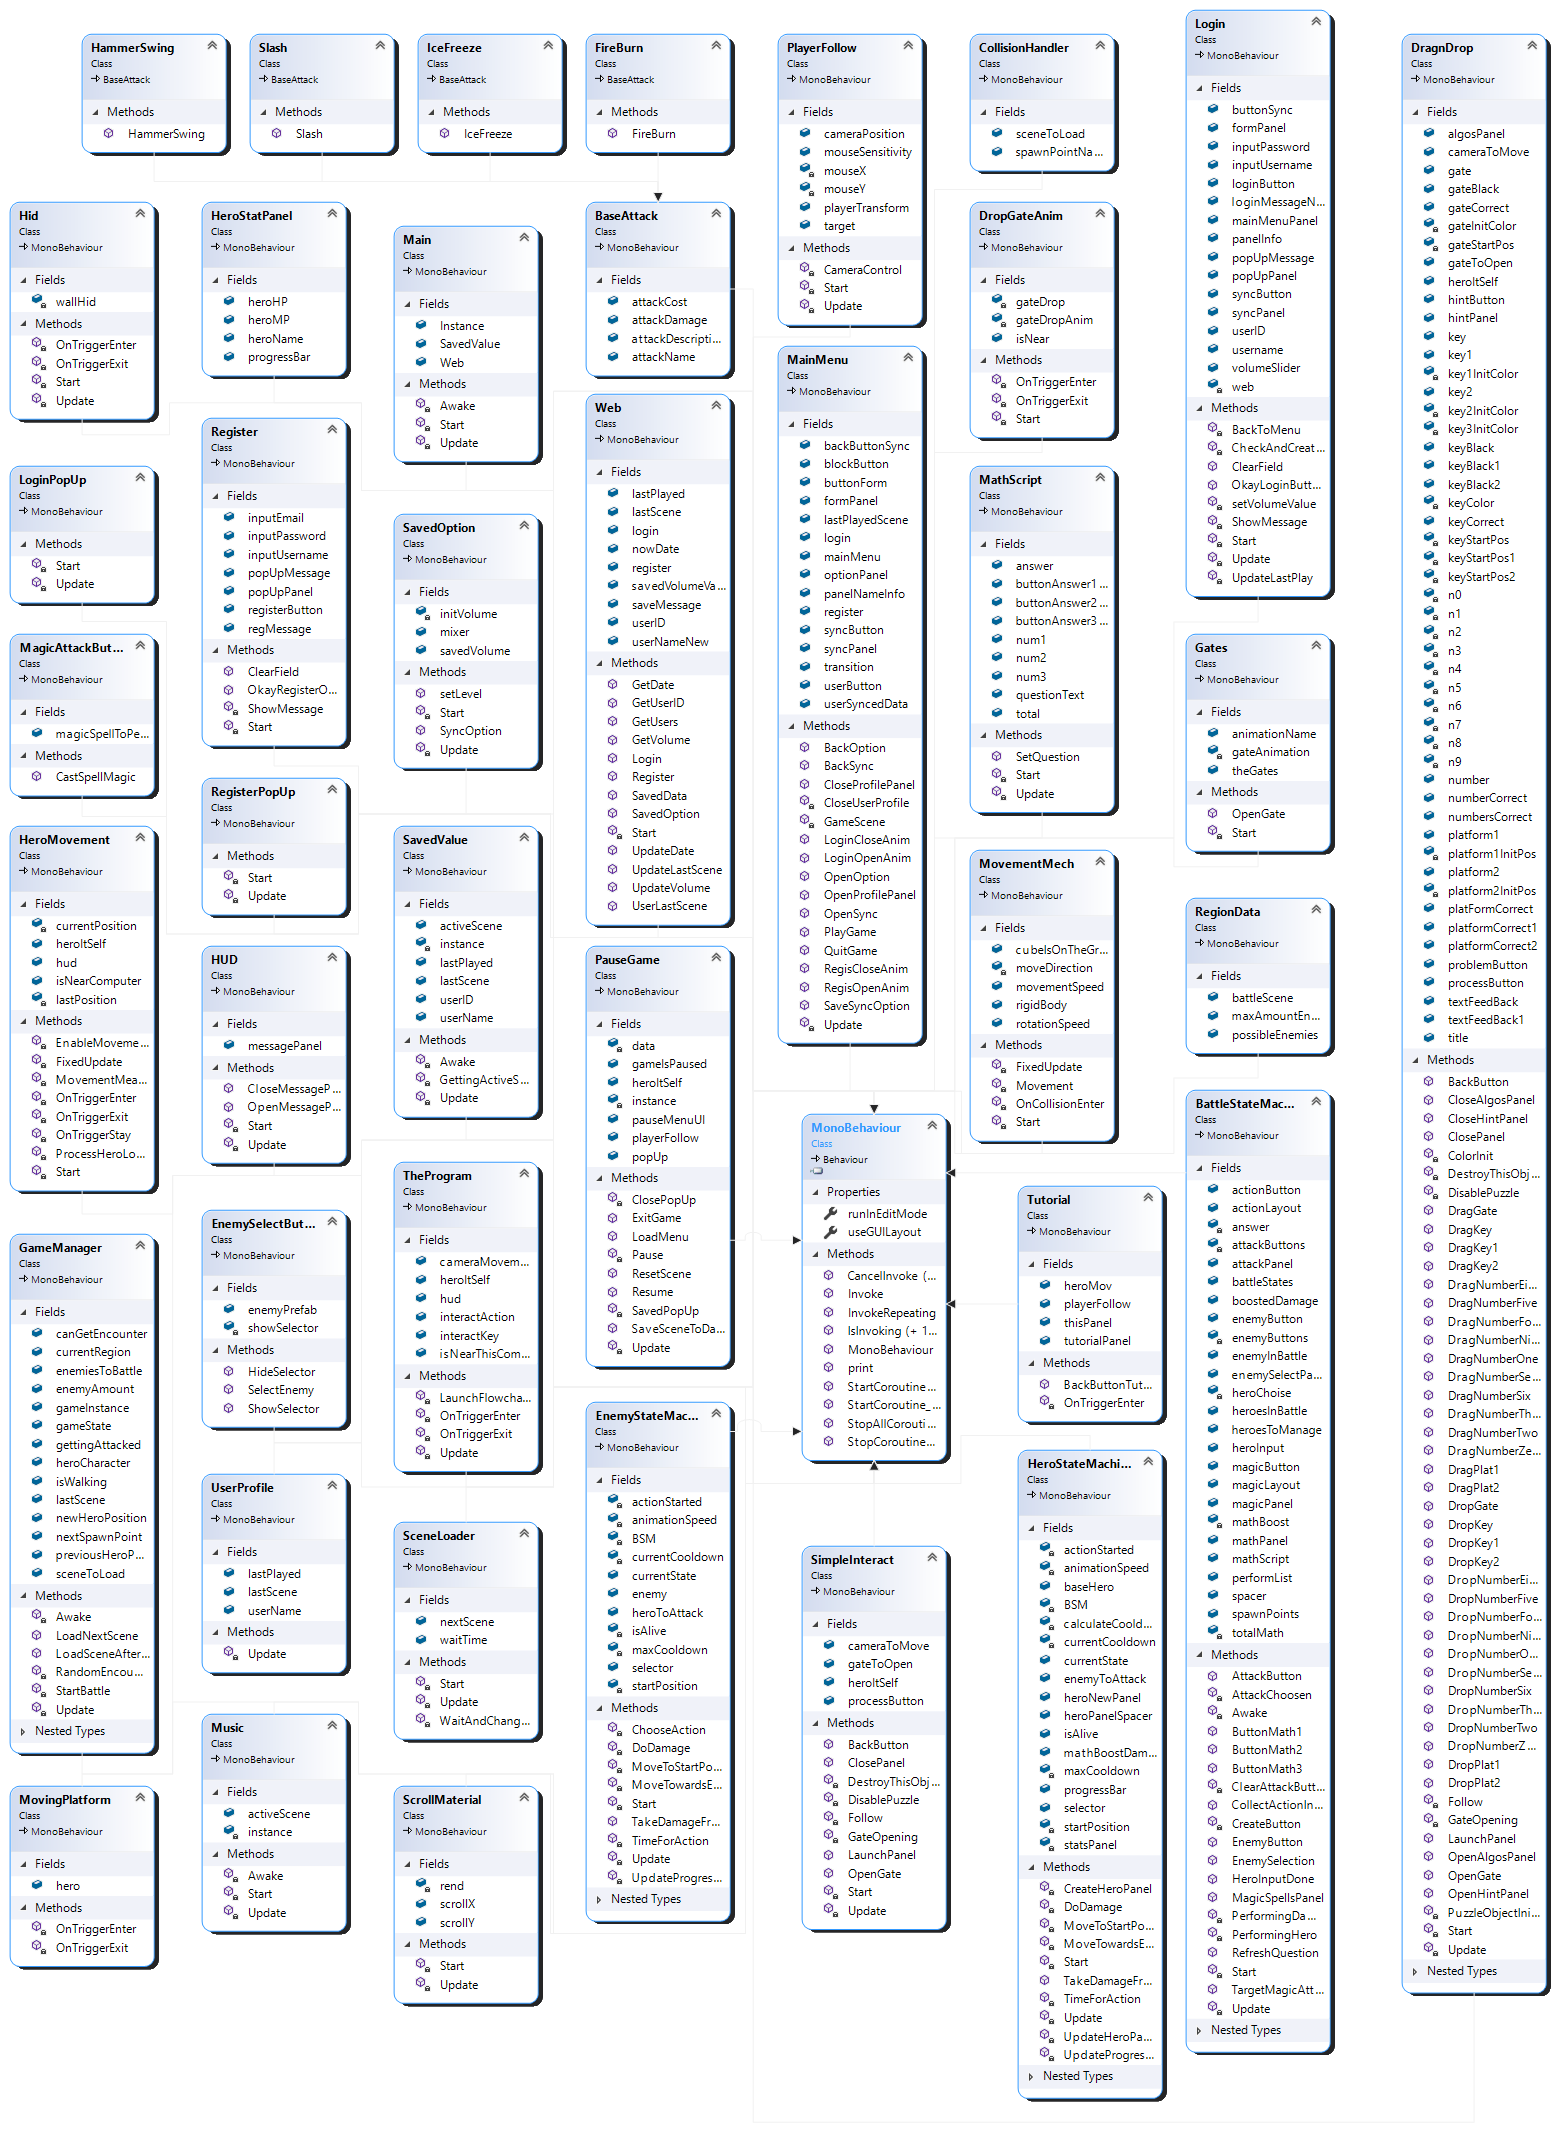 HammerSwing
Class
BaseAttack
Methods
HammerSwing
Slash
Class
BaseAttack
Methods
Slash
IceFreeze
Class
BaseAttack
Methods
IceFreeze
FireBurn
Class
BaseAttack
Methods
FireBurn
PlayerFollow
Class
MonoBehaviour
Fields
cameraPosition
mouseSensitivity
mouseX
mouseY
playerTransform
target
Methods
CameraControl
Start
Update
CollisionHandler
Class
MonoBehaviour
Fields
sceneToLoad
spawnPointNa...
Login
Class
MonoBehaviour
Fields
buttonSync
formPanel
inputPassword
inputUsername
loginButton
loginMessageN...
mainMenuPanel
panelInfo
popUpMessage
popUpPanel
syncButton
syncPanel
userID
username
volumeSlider
web
Methods
BackToMenu
CheckAndCreat...
ClearField
OkayLoginButt...
setVolumeValue
ShowMessage
Start
Update
UpdateLastPlay
DragnDrop
Class
MonoBehaviour
Fields
algosPanel
cameraToMove
gate
gateBlack
gateCorrect
gateInitColor
gateStartPos
gateToOpen
heroItSelf
hintButton
hintPanel
key
key1
key1InitColor
key2
key2InitColor
key3InitColor
keyBlack
keyBlack1
keyBlack2
keyColor
keyCorrect
keyStartPos
keyStartPos1
keyStartPos2
n0
n1
n2
n3
n4
n5
n6
n7
n8
n9
number
numberCorrect
numbersCorrect
platform1
platform1InitPos
platform2
platform2InitPos
platFormCorrect
platformCorrect1
platformCorrect2
problemButton
processButton
textFeedBack
textFeedBack1
title
Methods
BackButton
CloseAlgosPanel
CloseHintPanel
ClosePanel
ColorInit
DestroyThisObj...
DisablePuzzle
DragGate
DragKey
DragKey1
DragKey2
DragNumberEi...
DragNumberFive
DragNumberFo...
DragNumberNi...
DragNumberOne
DragNumberSe...
DragNumberSix
DragNumberTh...
DragNumberTwo
DragNumberZe...
DragPlat1
DragPlat2
DropGate
DropKey
DropKey1
DropKey2
DropNumberEi...
DropNumberFive
DropNumberFo...
DropNumberNi...
DropNumberO...
DropNumberSe...
DropNumberSix
DropNumberTh...
DropNumberTwo
DropNumberZ...
DropPlat1
DropPlat2
Follow
GateOpening
LaunchPanel
OpenAlgosPanel
OpenGate
OpenHintPanel
PuzzleObjectIni...
Start
Update
Nested Types
Hid
Class
MonoBehaviour
Fields
wallHid
Methods
OnTriggerEnter
OnTriggerExit
Start
Update
HeroStatPanel
Class
MonoBehaviour
Fields
heroHP
heroMP
heroName
progressBar
Main
Class
MonoBehaviour
Fields
Instance
SavedValue
Web
Methods
Awake
Start
Update
BaseAttack
Class
MonoBehaviour
Fields
attackCost
attackDamage
attackDescripti...
attackName
DropGateAnim
Class
MonoBehaviour
Fields
gateDrop
gateDropAnim
isNear
Methods
OnTriggerEnter
OnTriggerExit
Start
MainMenu
Class
MonoBehaviour
Fields
backButtonSync
blockButton
buttonForm
formPanel
lastPlayedScene
login
mainMenu
optionPanel
panelNameInfo
register
syncButton
syncPanel
transition
userButton
userSyncedData
Methods
BackOption
BackSync
CloseProfilePanel
CloseUserProfile
GameScene
LoginCloseAnim
LoginOpenAnim
OpenOption
OpenProfilePanel
OpenSync
PlayGame
QuitGame
RegisCloseAnim
RegisOpenAnim
SaveSyncOption
Update
Web
Class
MonoBehaviour
Fields
lastPlayed
lastScene
login
nowDate
register
savedVolumeVa...
saveMessage
userID
userNameNew
Methods
GetDate
GetUserID
GetUsers
GetVolume
Login
Register
SavedData
SavedOption
Start
UpdateDate
UpdateLastScene
UpdateVolume
UserLastScene
Register
Class
MonoBehaviour
Fields
inputEmail
inputPassword
inputUsername
popUpMessage
popUpPanel
registerButton
regMessage
Methods
ClearField
OkayRegisterO...
ShowMessage
Start
LoginPopUp
Class
MonoBehaviour
Methods
Start
Update
MathScript
Class
MonoBehaviour
Fields
answer
buttonAnswer1...
buttonAnswer2...
buttonAnswer3...
num1
num2
num3
questionText
total
Methods
SetQuestion
Start
Update
SavedOption
Class
MonoBehaviour
Fields
initVolume
mixer
savedVolume
Methods
setLevel
Start
SyncOption
Update
MagicAttackBut...
Class
MonoBehaviour
Fields
magicSpellToPe...
Methods
CastSpellMagic
Gates
Class
MonoBehaviour
Fields
animationName
gateAnimation
theGates
Methods
OpenGate
Start
RegisterPopUp
Class
MonoBehaviour
Methods
Start
Update
HeroMovement
Class
MonoBehaviour
Fields
currentPosition
heroItSelf
hud
isNearComputer
lastPosition
Methods
EnableMoveme...
FixedUpdate
MovementMea...
OnTriggerEnter
OnTriggerExit
OnTriggerStay
ProcessHeroLo...
Start
SavedValue
Class
MonoBehaviour
Fields
activeScene
instance
lastPlayed
lastScene
userID
userName
Methods
Awake
GettingActiveS...
Update
MovementMech
Class
MonoBehaviour
Fields
cubeIsOnTheGr...
moveDirection
movementSpeed
rigidBody
rotationSpeed
Methods
FixedUpdate
Movement
OnCollisionEnter
Start
RegionData
Class
MonoBehaviour
Fields
battleScene
maxAmountEn...
possibleEnemies
HUD
Class
MonoBehaviour
Fields
messagePanel
Methods
CloseMessageP...
OpenMessageP...
Start
Update
PauseGame
Class
MonoBehaviour
Fields
data
gameIsPaused
heroItSelf
instance
pauseMenuUI
playerFollow
popUp
Methods
ClosePopUp
ExitGame
LoadMenu
Pause
ResetScene
Resume
SavedPopUp
SaveSceneToDa...
Update
BattleStateMac...
Class
MonoBehaviour
Fields
actionButton
actionLayout
answer
attackButtons
attackPanel
battleStates
boostedDamage
enemyButton
enemyButtons
enemyInBattle
enemySelectPa...
heroChoise
heroesInBattle
heroesToManage
heroInput
magicButton
magicLayout
magicPanel
mathBoost
mathPanel
mathScript
performList
spacer
spawnPoints
totalMath
Methods
AttackButton
AttackChoosen
Awake
ButtonMath1
ButtonMath2
ButtonMath3
ClearAttackButt...
CollectActionIn...
CreateButton
EnemyButton
EnemySelection
HeroInputDone
MagicSpellsPanel
PerformingDa...
PerformingHero
RefreshQuestion
Start
TargetMagicAtt...
Update
Nested Types
MonoBehaviour
Class
Behaviour
Properties
runInEditMode
useGUILayout
Methods
CancelInvoke (...
Invoke
InvokeRepeating
IsInvoking (+ 1...
MonoBehaviour
print
StartCoroutine...
StartCoroutine_...
StopAllCorouti...
StopCoroutine...
TheProgram
Class
MonoBehaviour
Fields
cameraMovem...
heroItSelf
hud
interactAction
interactKey
isNearThisCom...
Methods
LaunchFlowcha...
OnTriggerEnter
OnTriggerExit
Update
Tutorial
Class
MonoBehaviour
Fields
heroMov
playerFollow
thisPanel
tutorialPanel
Methods
BackButtonTut...
OnTriggerEnter
EnemySelectBut...
Class
MonoBehaviour
Fields
enemyPrefab
showSelector
Methods
HideSelector
SelectEnemy
ShowSelector
GameManager
Class
MonoBehaviour
Fields
canGetEncounter
currentRegion
enemiesToBattle
enemyAmount
gameInstance
gameState
gettingAttacked
heroCharacter
isWalking
lastScene
newHeroPosition
nextSpawnPoint
previousHeroP...
sceneToLoad
Methods
Awake
LoadNextScene
LoadSceneAfter...
RandomEncou...
StartBattle
Update
Nested Types
EnemyStateMac...
Class
MonoBehaviour
Fields
actionStarted
animationSpeed
BSM
currentCooldown
currentState
enemy
heroToAttack
isAlive
maxCooldown
selector
startPosition
Methods
ChooseAction
DoDamage
MoveToStartPo...
MoveTowardsE...
Start
TakeDamageFr...
TimeForAction
Update
UpdateProgres...
Nested Types
HeroStateMachi...
Class
MonoBehaviour
Fields
actionStarted
animationSpeed
baseHero
BSM
calculateCoold...
currentCooldown
currentState
enemyToAttack
heroNewPanel
heroPanelSpacer
isAlive
mathBoostDam...
maxCooldown
progressBar
selector
startPosition
statsPanel
Methods
CreateHeroPanel
DoDamage
MoveToStartPo...
MoveTowardsE...
Start
TakeDamageFr...
TimeForAction
Update
UpdateHeroPa...
UpdateProgres...
Nested Types
UserProfile
Class
MonoBehaviour
Fields
lastPlayed
lastScene
userName
Methods
Update
SceneLoader
Class
MonoBehaviour
Fields
nextScene
waitTime
Methods
Start
Update
WaitAndChang...
SimpleInteract
Class
MonoBehaviour
Fields
cameraToMove
gateToOpen
heroItSelf
processButton
Methods
BackButton
ClosePanel
DestroyThisObj...
DisablePuzzle
Follow
GateOpening
LaunchPanel
OpenGate
Start
Update
Music
Class
MonoBehaviour
Fields
activeScene
instance
Methods
Awake
Start
Update
MovingPlatform
Class
MonoBehaviour
Fields
hero
Methods
OnTriggerEnter
OnTriggerExit
ScrollMaterial
Class
MonoBehaviour
Fields
rend
scrollX
scrollY
Methods
Start
Update